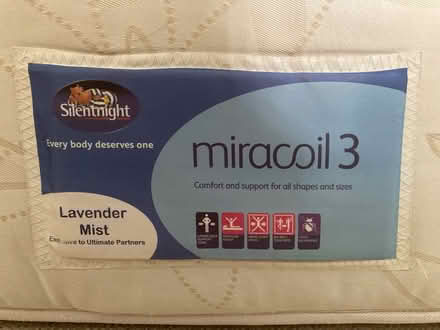 Silentnight
Every body deserves one
miracoil 3
Comfort and support for all shapes and sizes
Lavender
Mist
to Ultimate Partners